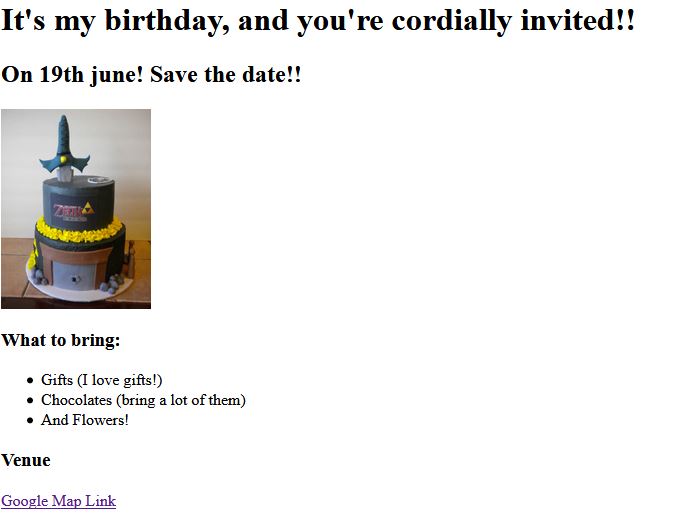 It's my birthday, and you're cordially invited!!
On 19th june! Save the date!!
ZELDA
What to bring:
Gifts (I love gifts!)
Chocolates (bring a lot of them)
And Flowers!
Venue
Google Map Link